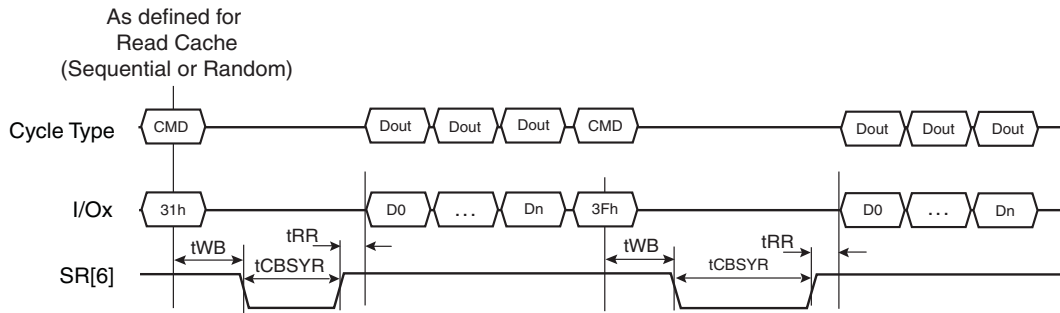 As defined for
Read Cache
(Sequential or Random)
Cycle Type CMD Dout Dout Dout CMD Dout Dout Dout
I/Ox 31h D0 ... Dn 3Fh D0 ... Dn
tWB tRR tWB tRR
tCBSYR tCBSYR
SR[6]